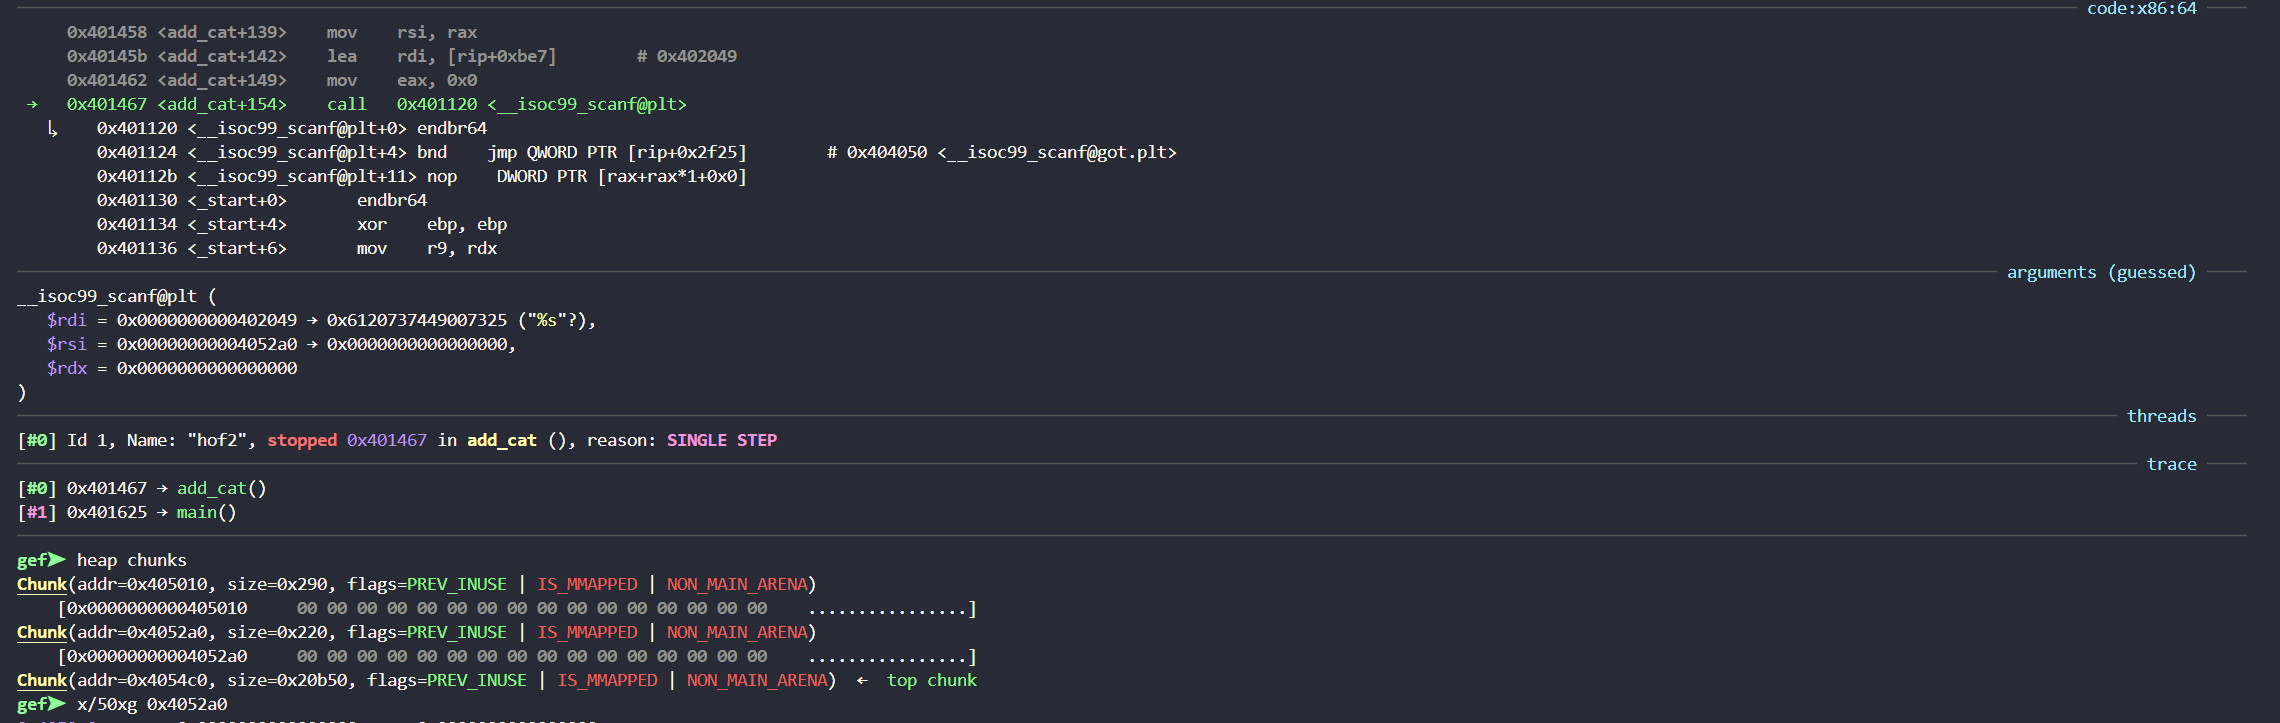 code:x86:64
0x401458 <add_cat+139> mov rsi, rax
0x40145b <add_cat+142> lea rdi, [rip+0xbe7] # 0x402049
0x401462 <add_cat+149> mov eax, 0x0
→ 0x401467 <add_cat+154> call 0x401120 <__isoc99_scanf@plt>
↳ 0x401120 <__isoc99_scanf@plt+0> endbr64
0x401124 <__isoc99_scanf@plt+4> bnd jmp QWORD PTR [rip+0x2f25] # 0x404050 <__isoc99_scanf@got.plt>
0x40112b <__isoc99_scanf@plt+11> nop DWORD PTR [rax+rax*1+0x0]
0x401130 <_start+0> endbr64
0x401134 <_start+4> xor ebp, ebp
0x401136 <_start+6> mov r9, rdx
arguments (guessed)
__isoc99_scanf@plt (
$rdi = 0x0000000000402049 → 0x6120737449007325 ("%s"?),
$rsi = 0x00000000004052a0 → 0x0000000000000000,
$rdx = 0x0000000000000000
)
threads
[#0] Id 1, Name: "hof2", stopped 0x401467 in add_cat (), reason: SINGLE STEP
trace
[#0] 0x401467 → add_cat()
[#1] 0x401625 → main()
gef➤ heap chunks
Chunk(addr=0x405010, size=0x290, flags=PREV_INUSE | IS_MMAPPED | NON_MAIN_ARENA)
[0x0000000000405010 00 00 00 00 00 00 00 00 00 00 00 00 00 00 00 00 ................]
Chunk(addr=0x4052a0, size=0x220, flags=PREV_INUSE | IS_MMAPPED | NON_MAIN_ARENA)
[0x00000000004052a0 00 00 00 00 00 00 00 00 00 00 00 00 00 00 00 00 ................]
Chunk(addr=0x4054c0, size=0x20b50, flags=PREV_INUSE | IS_MMAPPED | NON_MAIN_ARENA) ← top chunk
gef➤ x/50xg 0x4052a0